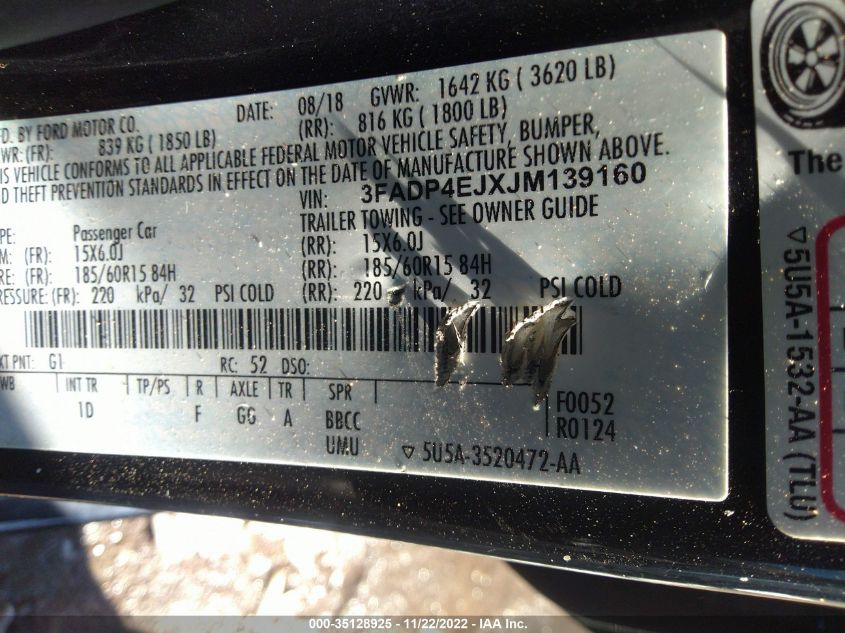 FD. BY FORD MOTOR CO. DATE: 08/18 GVWR: 1642 KG ( 3620 LB)
WR: (FR): 839 KG ( 1850 LB) (RR): 816 KG ( 1800 LB)
IS VEHICLE CONFORMS TO ALL APPLICABLE FEDERAL MOTOR VEHICLE SAFETY, BUMPER,
D THEFT PREVENTION STANDARDS IN EFFECT ON THE DATE OF MANUFACTURE SHOWN ABOVE.
VIN: 3FADP4EJXJM139160
TRAILER TOWING - SEE OWNER GUIDE
PE: Passenger Car
M: (FR): 15X6.0J (RR): 15X6.0J
RE: (FR): 185/60R15 84H (RR): 185/60R15 84H
RESSURE: (FR): 220 kPa/ 32 PSI COLD (RR): 220 kPa/ 32 PSI COLD
XT PNT: G1 RC: 52 DSO:
WB INT TR TP/PS R AXLE TR SPR
1D F GG A BBCC F0052
UMU R0124
▽ 5U5A-3520472-AA
The
▽5U5A-1532-AA (TLU)
000-35128925 - 11/22/2022 - IAA Inc.